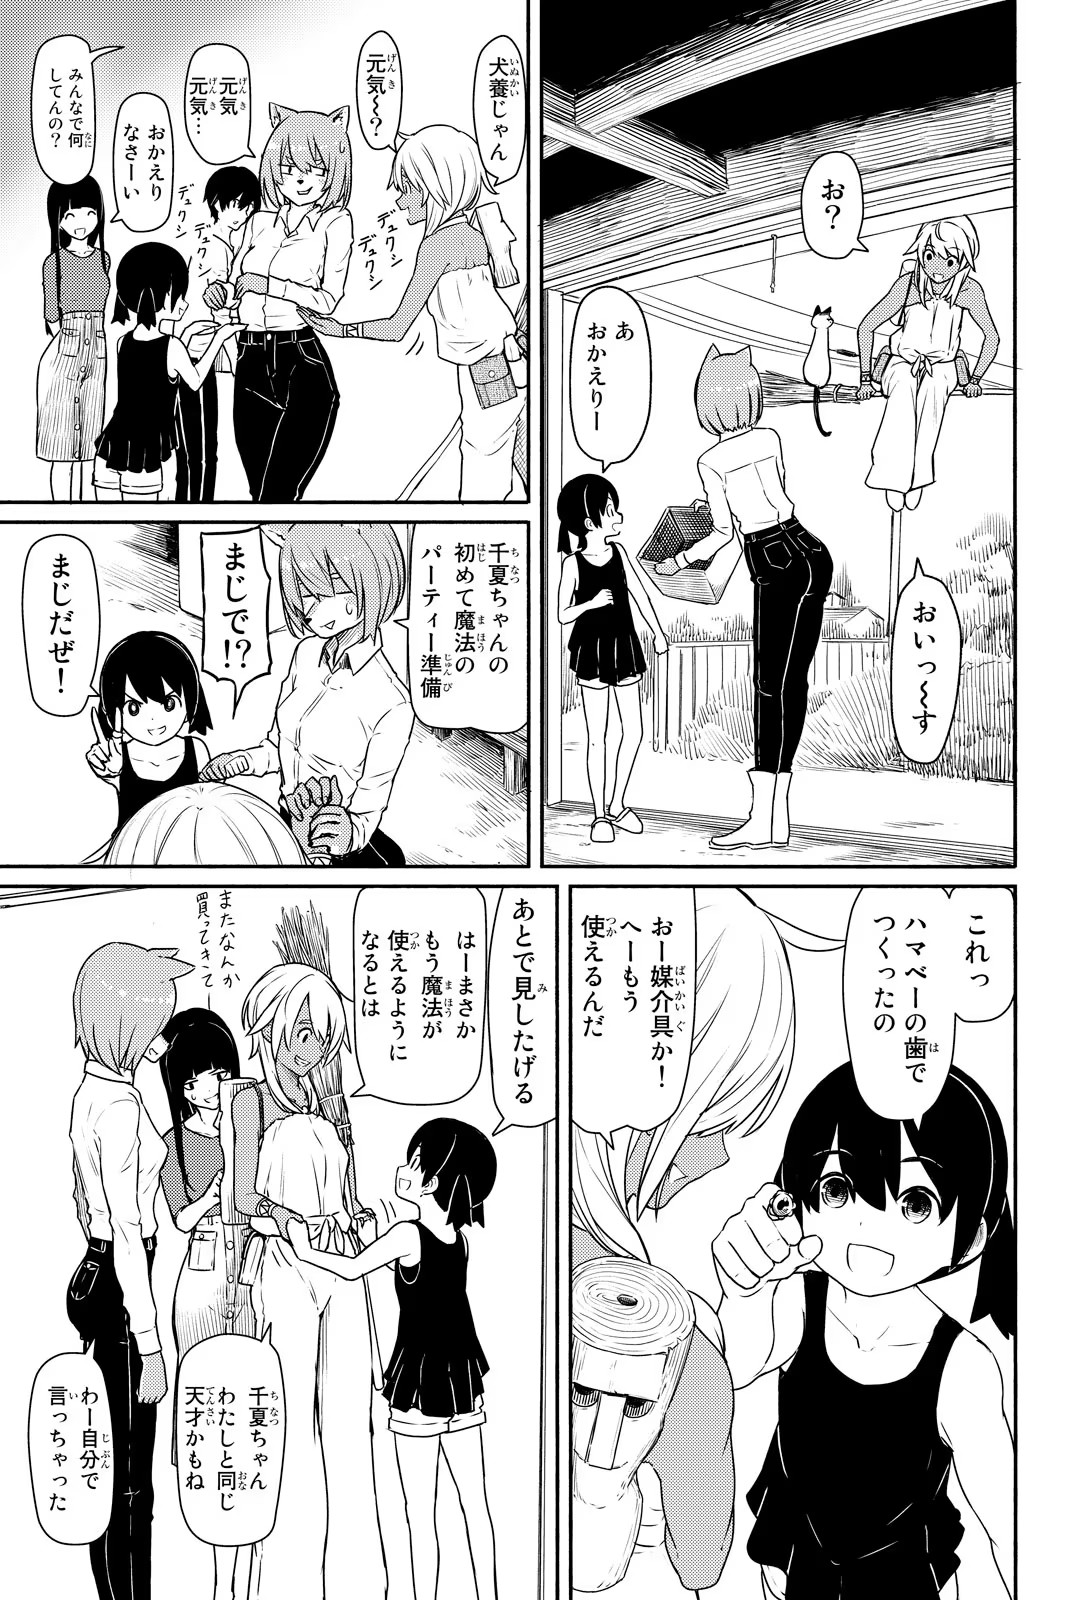 お？
あ
おかえりー
おいっ〜す
犬養じゃん
元気〜？
元気
元気…
おかえり
なさーい
みんなで何
してんの？
デュクシ
デュクシ
デュクシ
デュクシ
千夏ちゃんの
初めて魔法の
パーティー準備
まじで!?
まじだぜ！
これっ
ハマベーの歯で
つくったの
おー媒介具か！
へーもう
使えるんだ
あとで見したげる
はーまさか
もう魔法が
使えるように
なるとは
またなんか
買ってきて
千夏ちゃん
わたしと同じ
天才かもね
わー自分で
言っちゃった